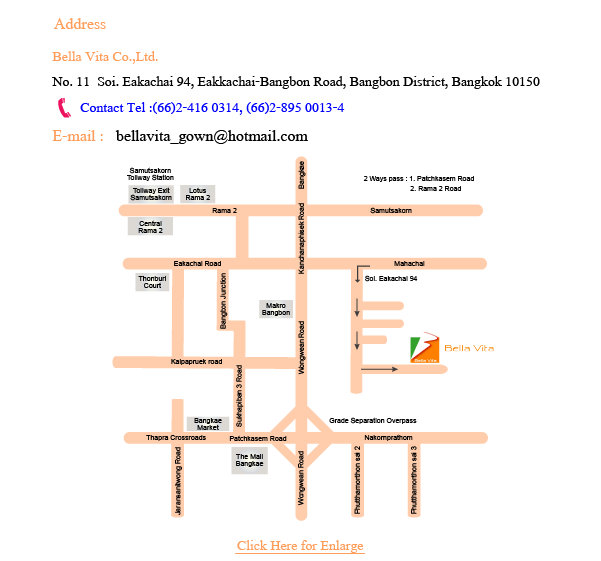 Address
Bella Vita Co.,Ltd.
No. 11 Soi. Eakachai 94, Eakkachai-Bangbon Road, Bangbon District, Bangkok 10150
Contact Tel :(66)2-416 0314, (66)2-895 0013-4
E-mail : bellavita_gown@hotmail.com
Samutsakorn
Tollway Station
Bangkae
2 Ways pass : 1. Patchkasem Road
2. Rama 2 Road
Tollway Exit
Samutsakorn
Lotus
Rama 2
Rama 2
Samutsakorn
Central
Rama 2
Kanchanaphisek Road
Eakachai Road
Mahachai
Soi. Eakachai 94
Thonburi
Court
Bangbon Junction
Makro
Bangbon
Wongwean Road
Bella Vita
Bella Vita
Kalpapruek road
Sukhapiban 3 Road
Bangkae
Market
Grade Separation Overpass
Thapra Crossroads
Patchkasem Road
Nakornprathom
The Mall
Bangkae
Jaransanitwong Road
Wongwean Road
Phutthamorthon sai 2
Phutthamorthon sai 3
Click Here for Enlarge